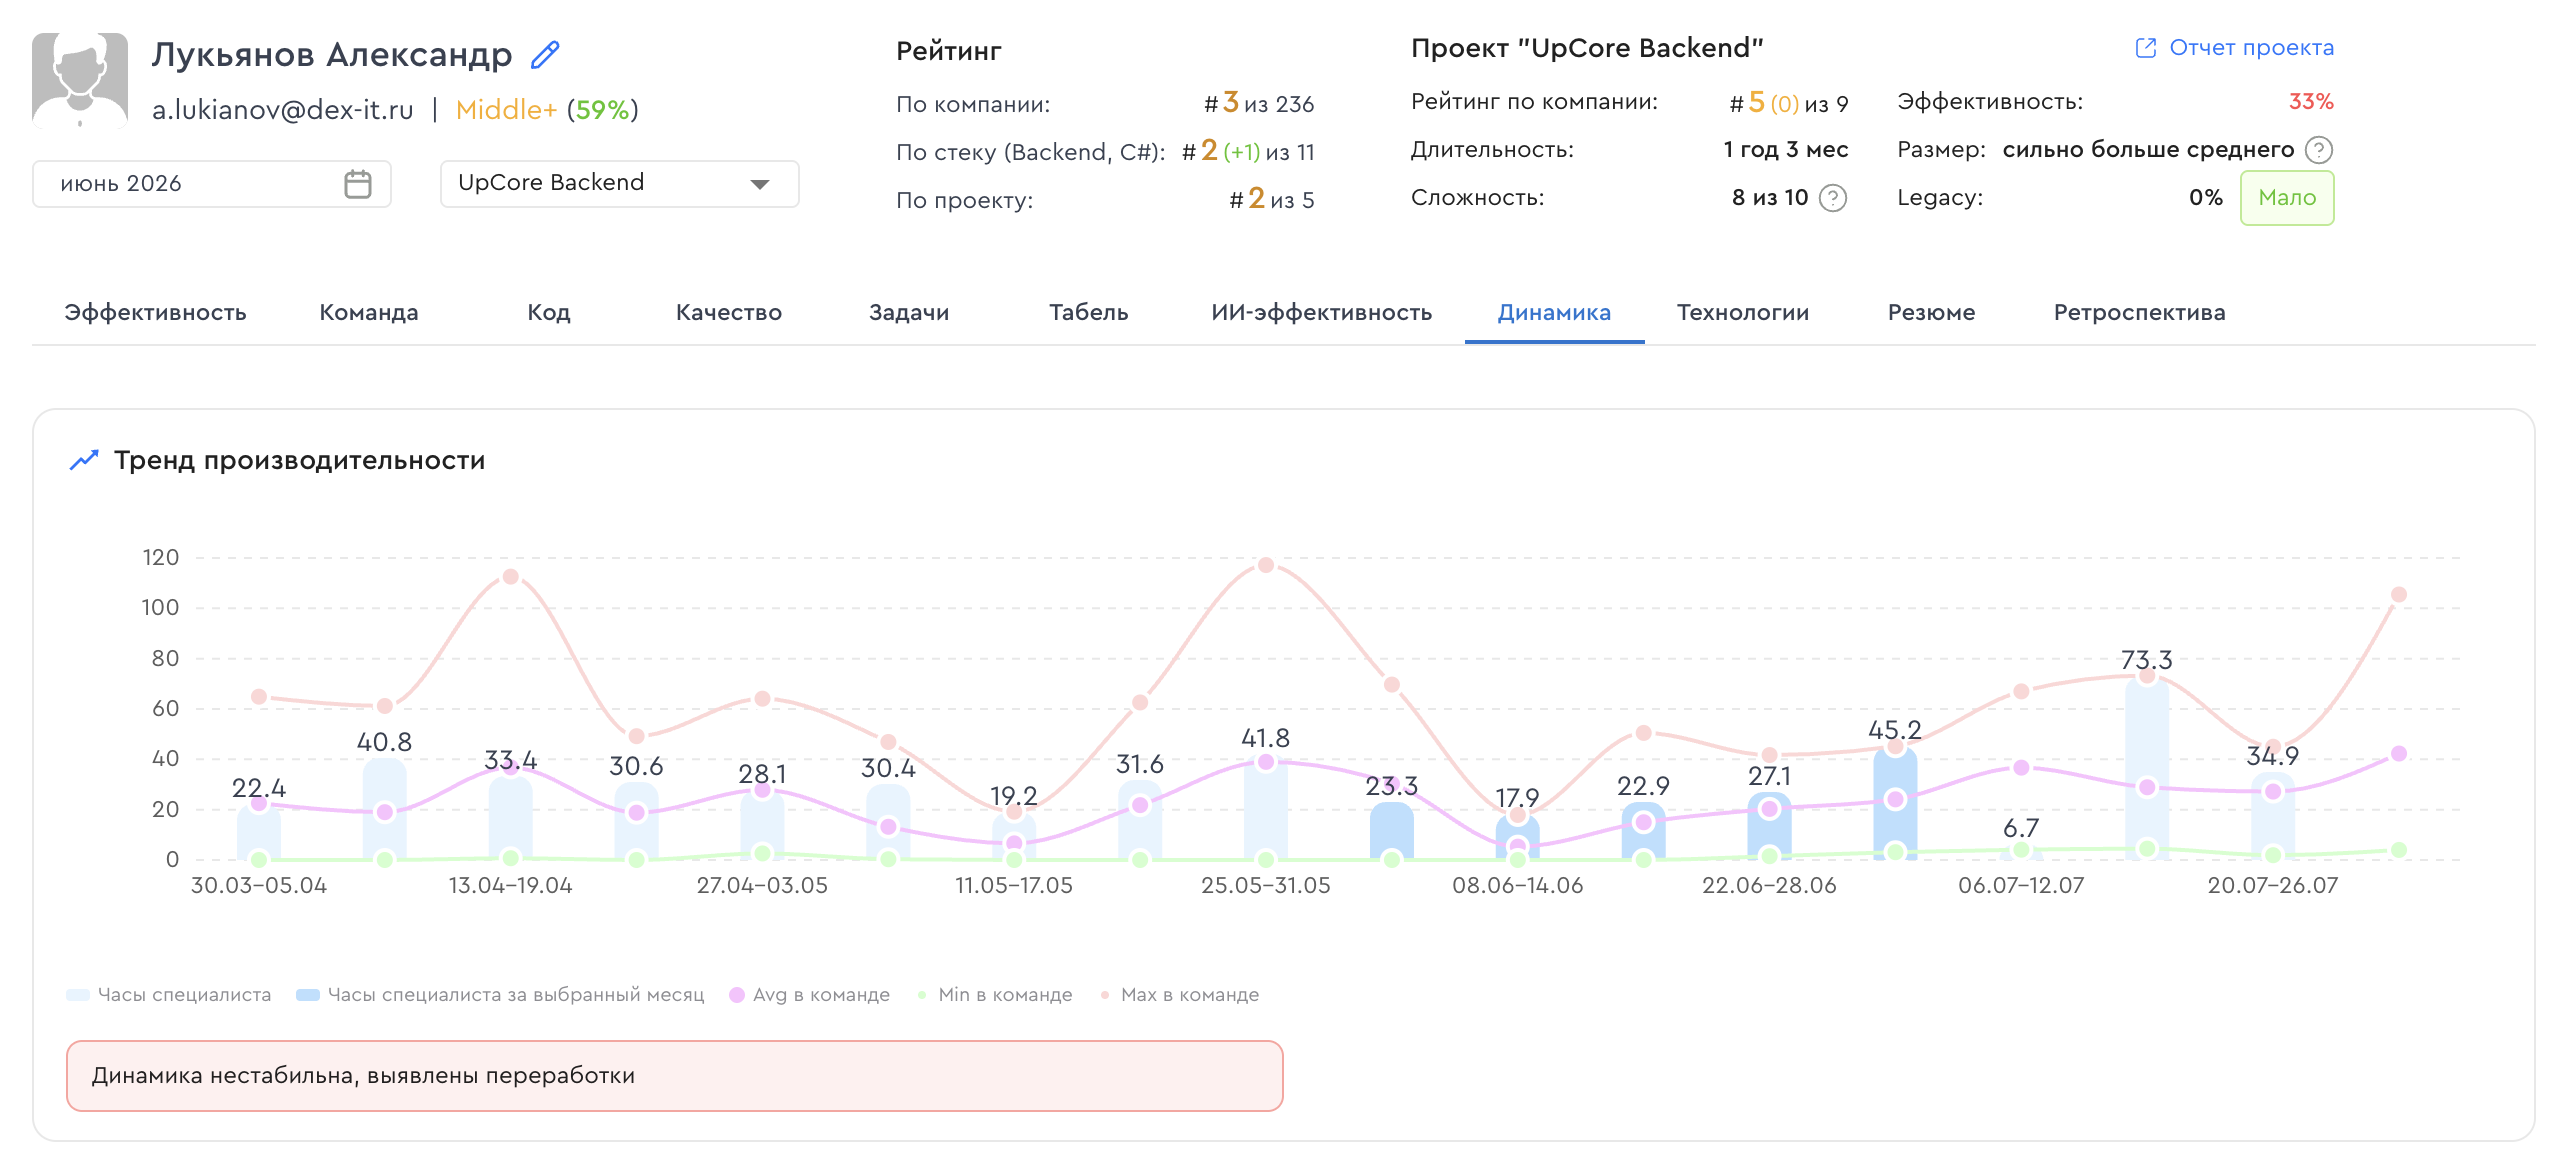 Лукьянов Александр
a.lukianov@dex-it.ru | Middle+ (59%)
июнь 2026
UpCore Backend
Рейтинг
По компании: #3 из 236
По стеку (Backend, C#): #2 (+1) из 11
По проекту: #2 из 5
Проект "UpCore Backend"
Отчет проекта
Рейтинг по компании: #5 (0) из 9
Эффективность: 33%
Длительность: 1 год 3 мес
Размер: сильно больше среднего ?
Сложность: 8 из 10 ?
Legacy: 0% Мало
Эффективность Команда Код Качество Задачи Табель ИИ-эффективность Динамика Технологии Резюме Ретроспектива
Тренд производительности
120
100
80
60
40
20
0
22.4 40.8 33.4 30.6 28.1 30.4 19.2 31.6 41.8 23.3 17.9 22.9 27.1 45.2 6.7 73.3 34.9
30.03–05.04 13.04–19.04 27.04–03.05 11.05–17.05 25.05–31.05 08.06–14.06 22.06–28.06 06.07–12.07 20.07–26.07
Часы специалиста Часы специалиста за выбранный месяц Avg в команде Min в команде Max в команде
Динамика нестабильна, выявлены переработки